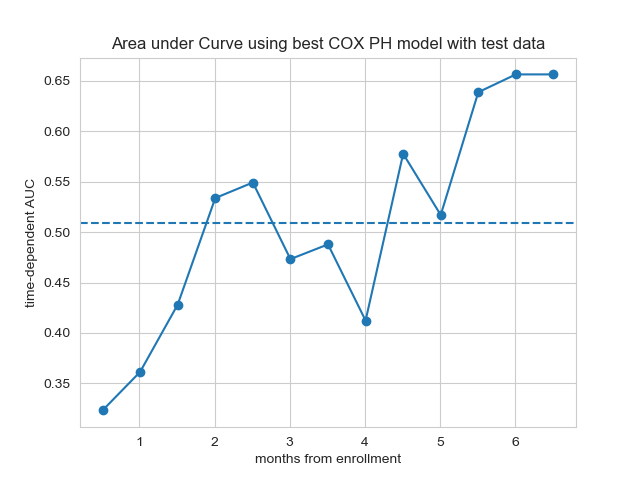 Area under Curve using best COX PH model with test data
time-dependent AUC
0.65
0.60
0.55
0.50
0.45
0.40
0.35
1 2 3 4 5 6
months from enrollment